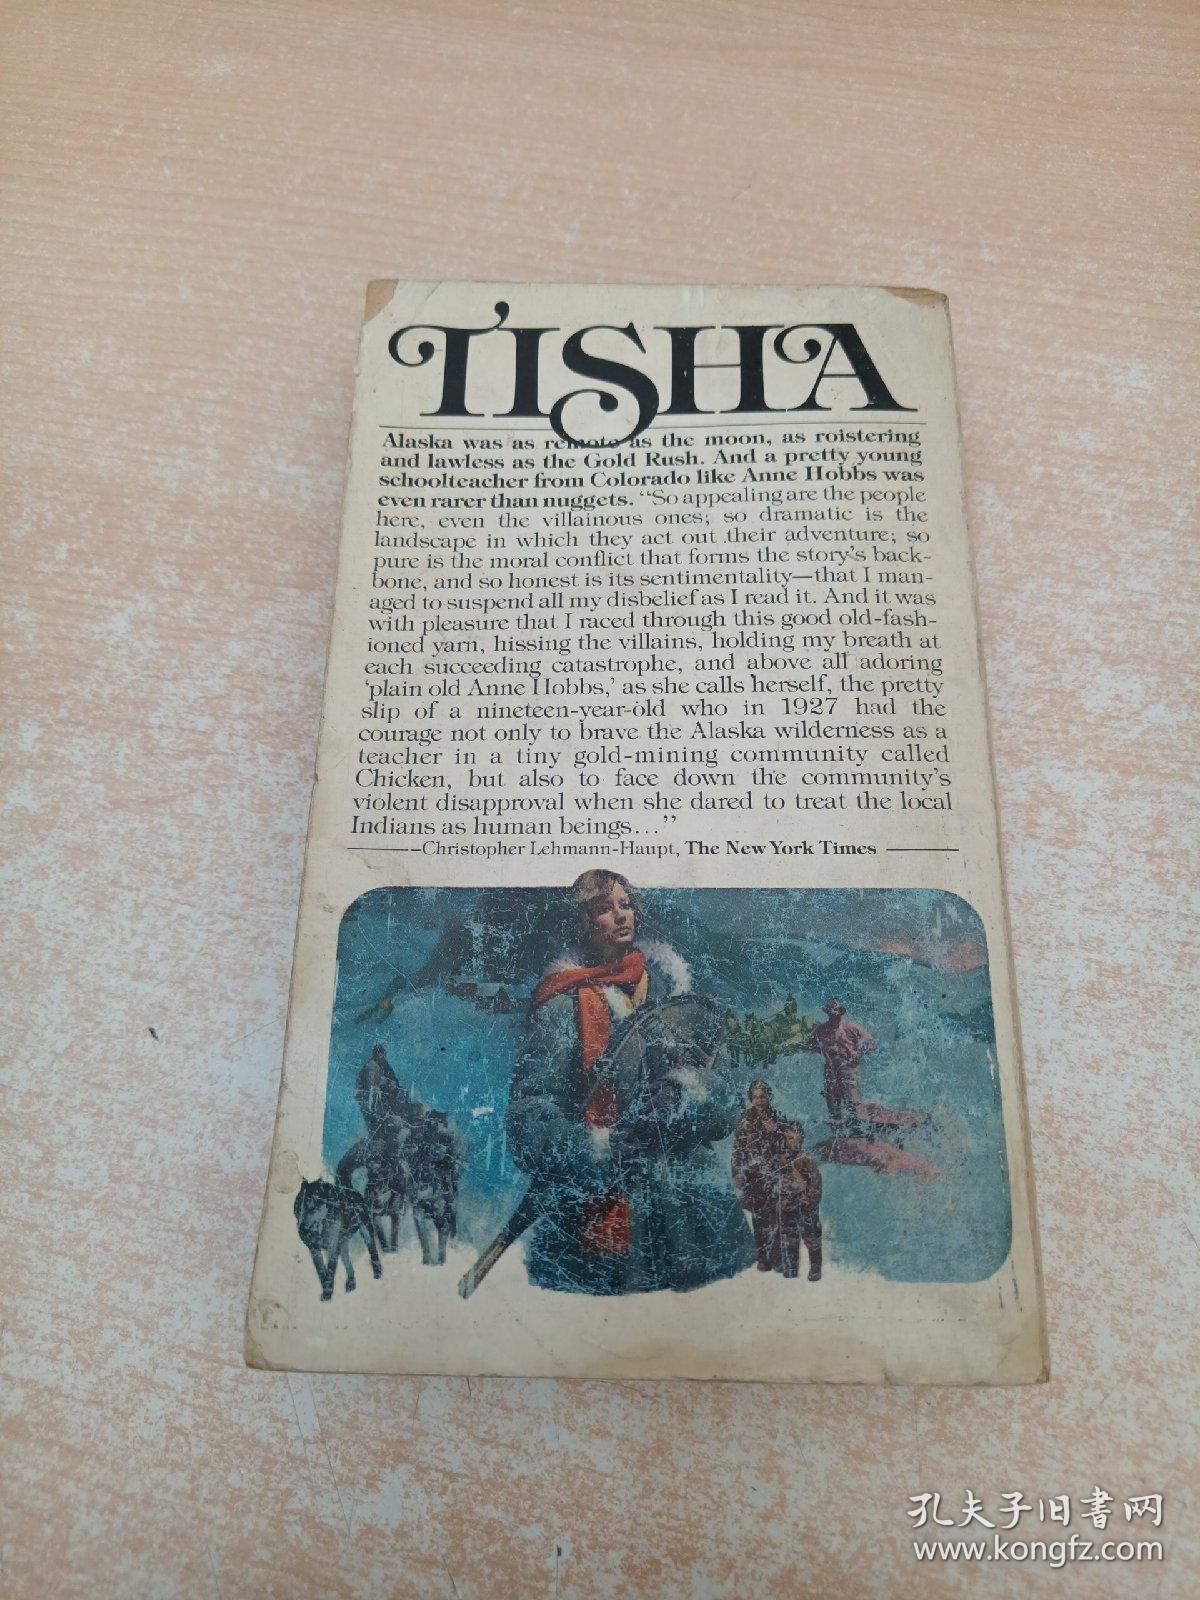 TISHA
Alaska was as remote as the moon, as roistering
and lawless as the Gold Rush. And a pretty young
schoolteacher from Colorado like Anne Hobbs was
even rarer than nuggets. “So appealing are the people
here, even the villainous ones; so dramatic is the
landscape in which they act out their adventure; so
pure is the moral conflict that forms the story's back-
bone, and so honest is its sentimentality—that I man-
aged to suspend all my disbelief as I read it. And it was
with pleasure that I raced through this good old-fash-
ioned yarn, hissing the villains, holding my breath at
each succeeding catastrophe, and above all adoring
‘plain old Anne Hobbs,’ as she calls herself, the pretty
slip of a nineteen-year-old who in 1927 had the
courage not only to brave the Alaska wilderness as a
teacher in a tiny gold-mining community called
Chicken, but also to face down the community's
violent disapproval when she dared to treat the local
Indians as human beings...”
—Christopher Lehmann-Haupt, The New York Times
孔夫子旧書网
www.kongfz.com